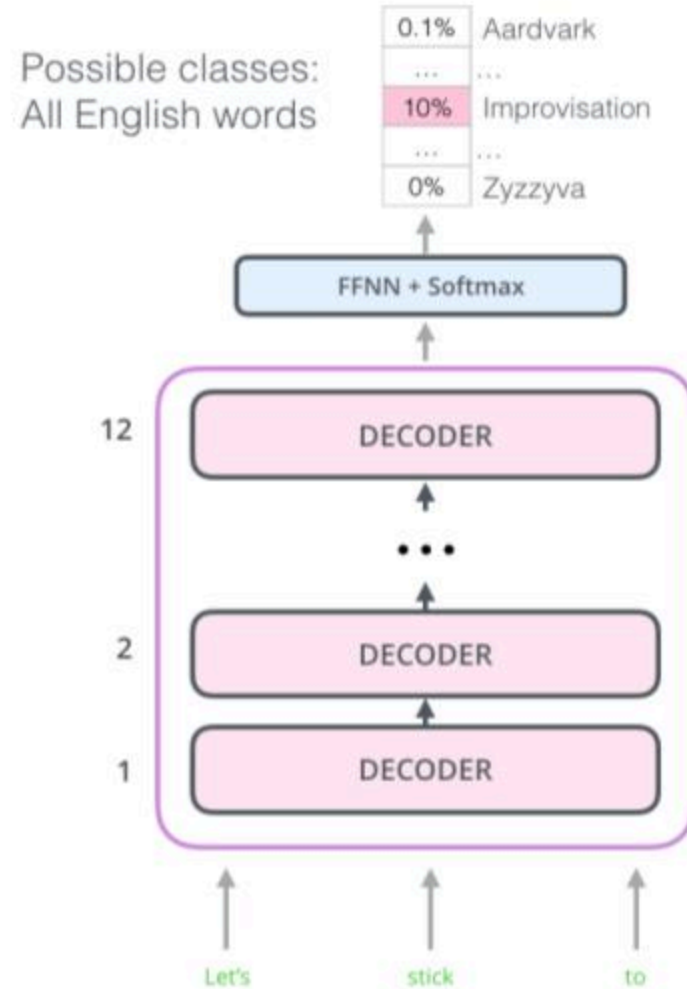 0.1% Aardvark
... ...
Possible classes:
All English words
10% Improvisation
... ...
0% Zyzzyva
FFNN + Softmax
12 DECODER
...
2 DECODER
1 DECODER
Let's stick to